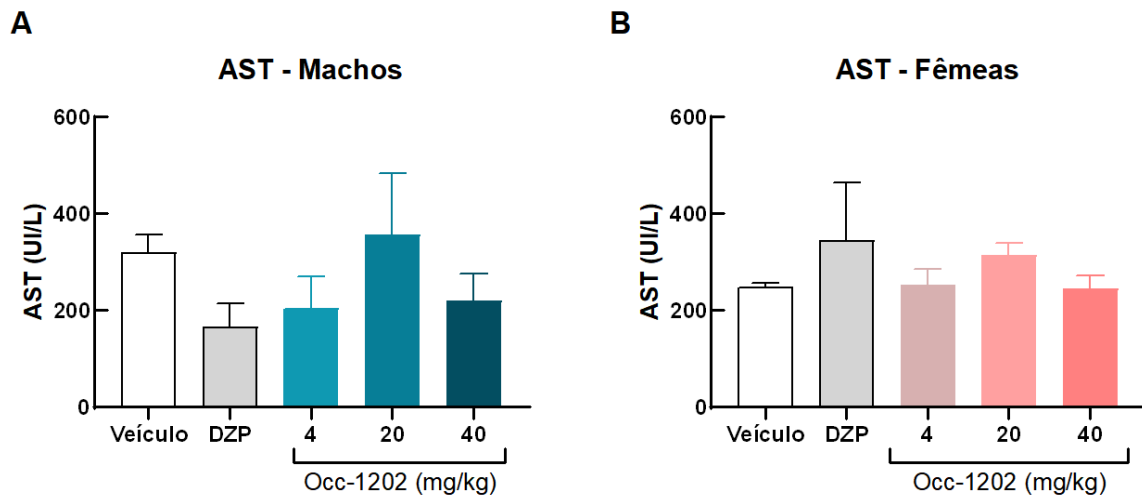 A
AST - Machos
AST (UI/L)
600
400
200
0
Veículo DZP 4 20 40
Occ-1202 (mg/kg)
B
AST - Fêmeas
AST (UI/L)
600
400
200
0
Veículo DZP 4 20 40
Occ-1202 (mg/kg)